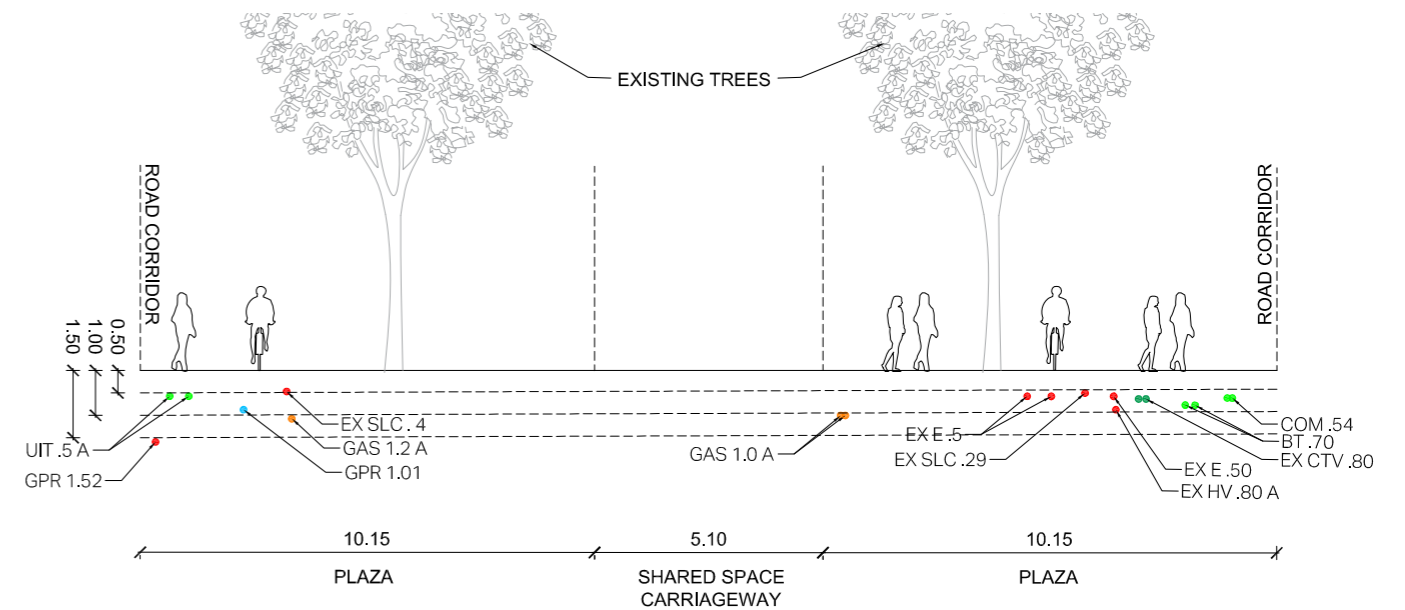 EXISTING TREES
ROAD CORRIDOR
ROAD CORRIDOR
0.50
1.00
1.50
UIT .5 A
GPR 1.52
EX SLC . 4
GAS 1.2 A
GPR 1.01
GAS 1.0 A
EX E .5
EX SLC .29
COM .54
BT .70
EX CTV .80
EX E .50
EX HV .80 A
10.15
5.10
10.15
PLAZA
SHARED SPACE
CARRIAGEWAY
PLAZA